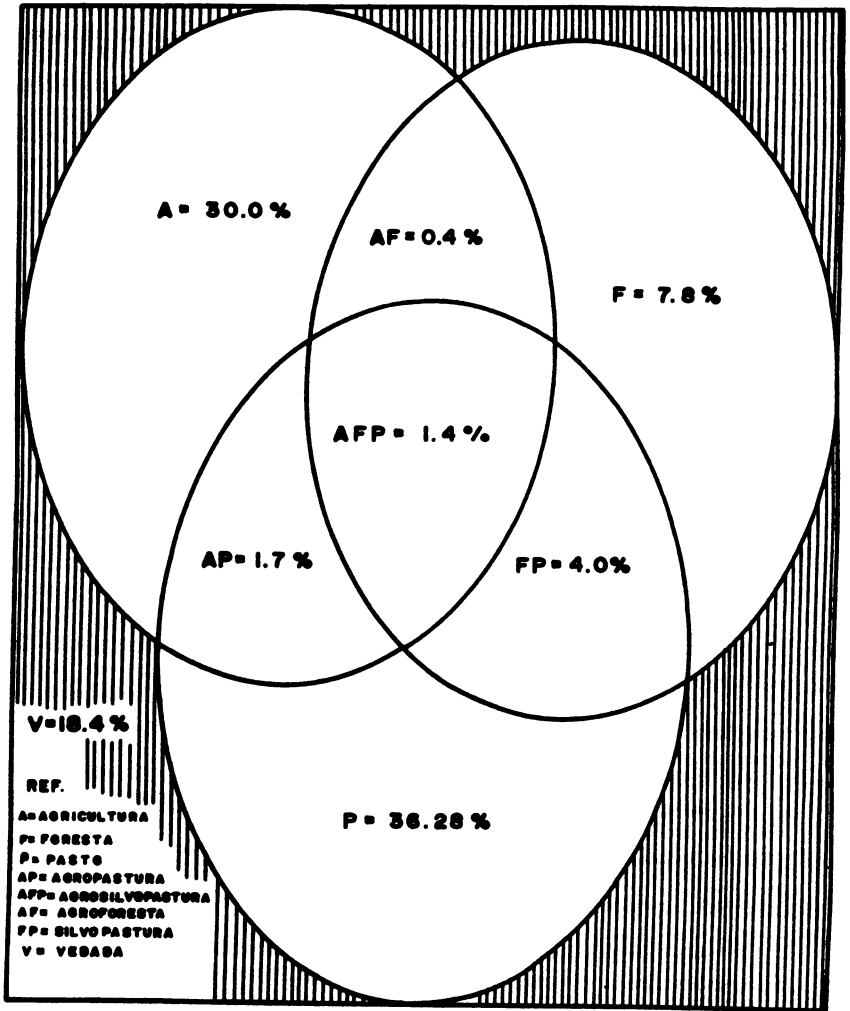 A= 30.0%
AF=0.4%
F= 7.8%
AFP= 1.4%
AP=1.7%
FP=4.0%
V=18.4%
P= 36.28%
REF.
A=AGRICULTURA
F=FORESTA
P=PASTO
AP=AGROPASTURA
AFP=AGROSILVOPASTURA
AF= AGROFORESTA
FP=SILVOPASTURA
V= VEDADA